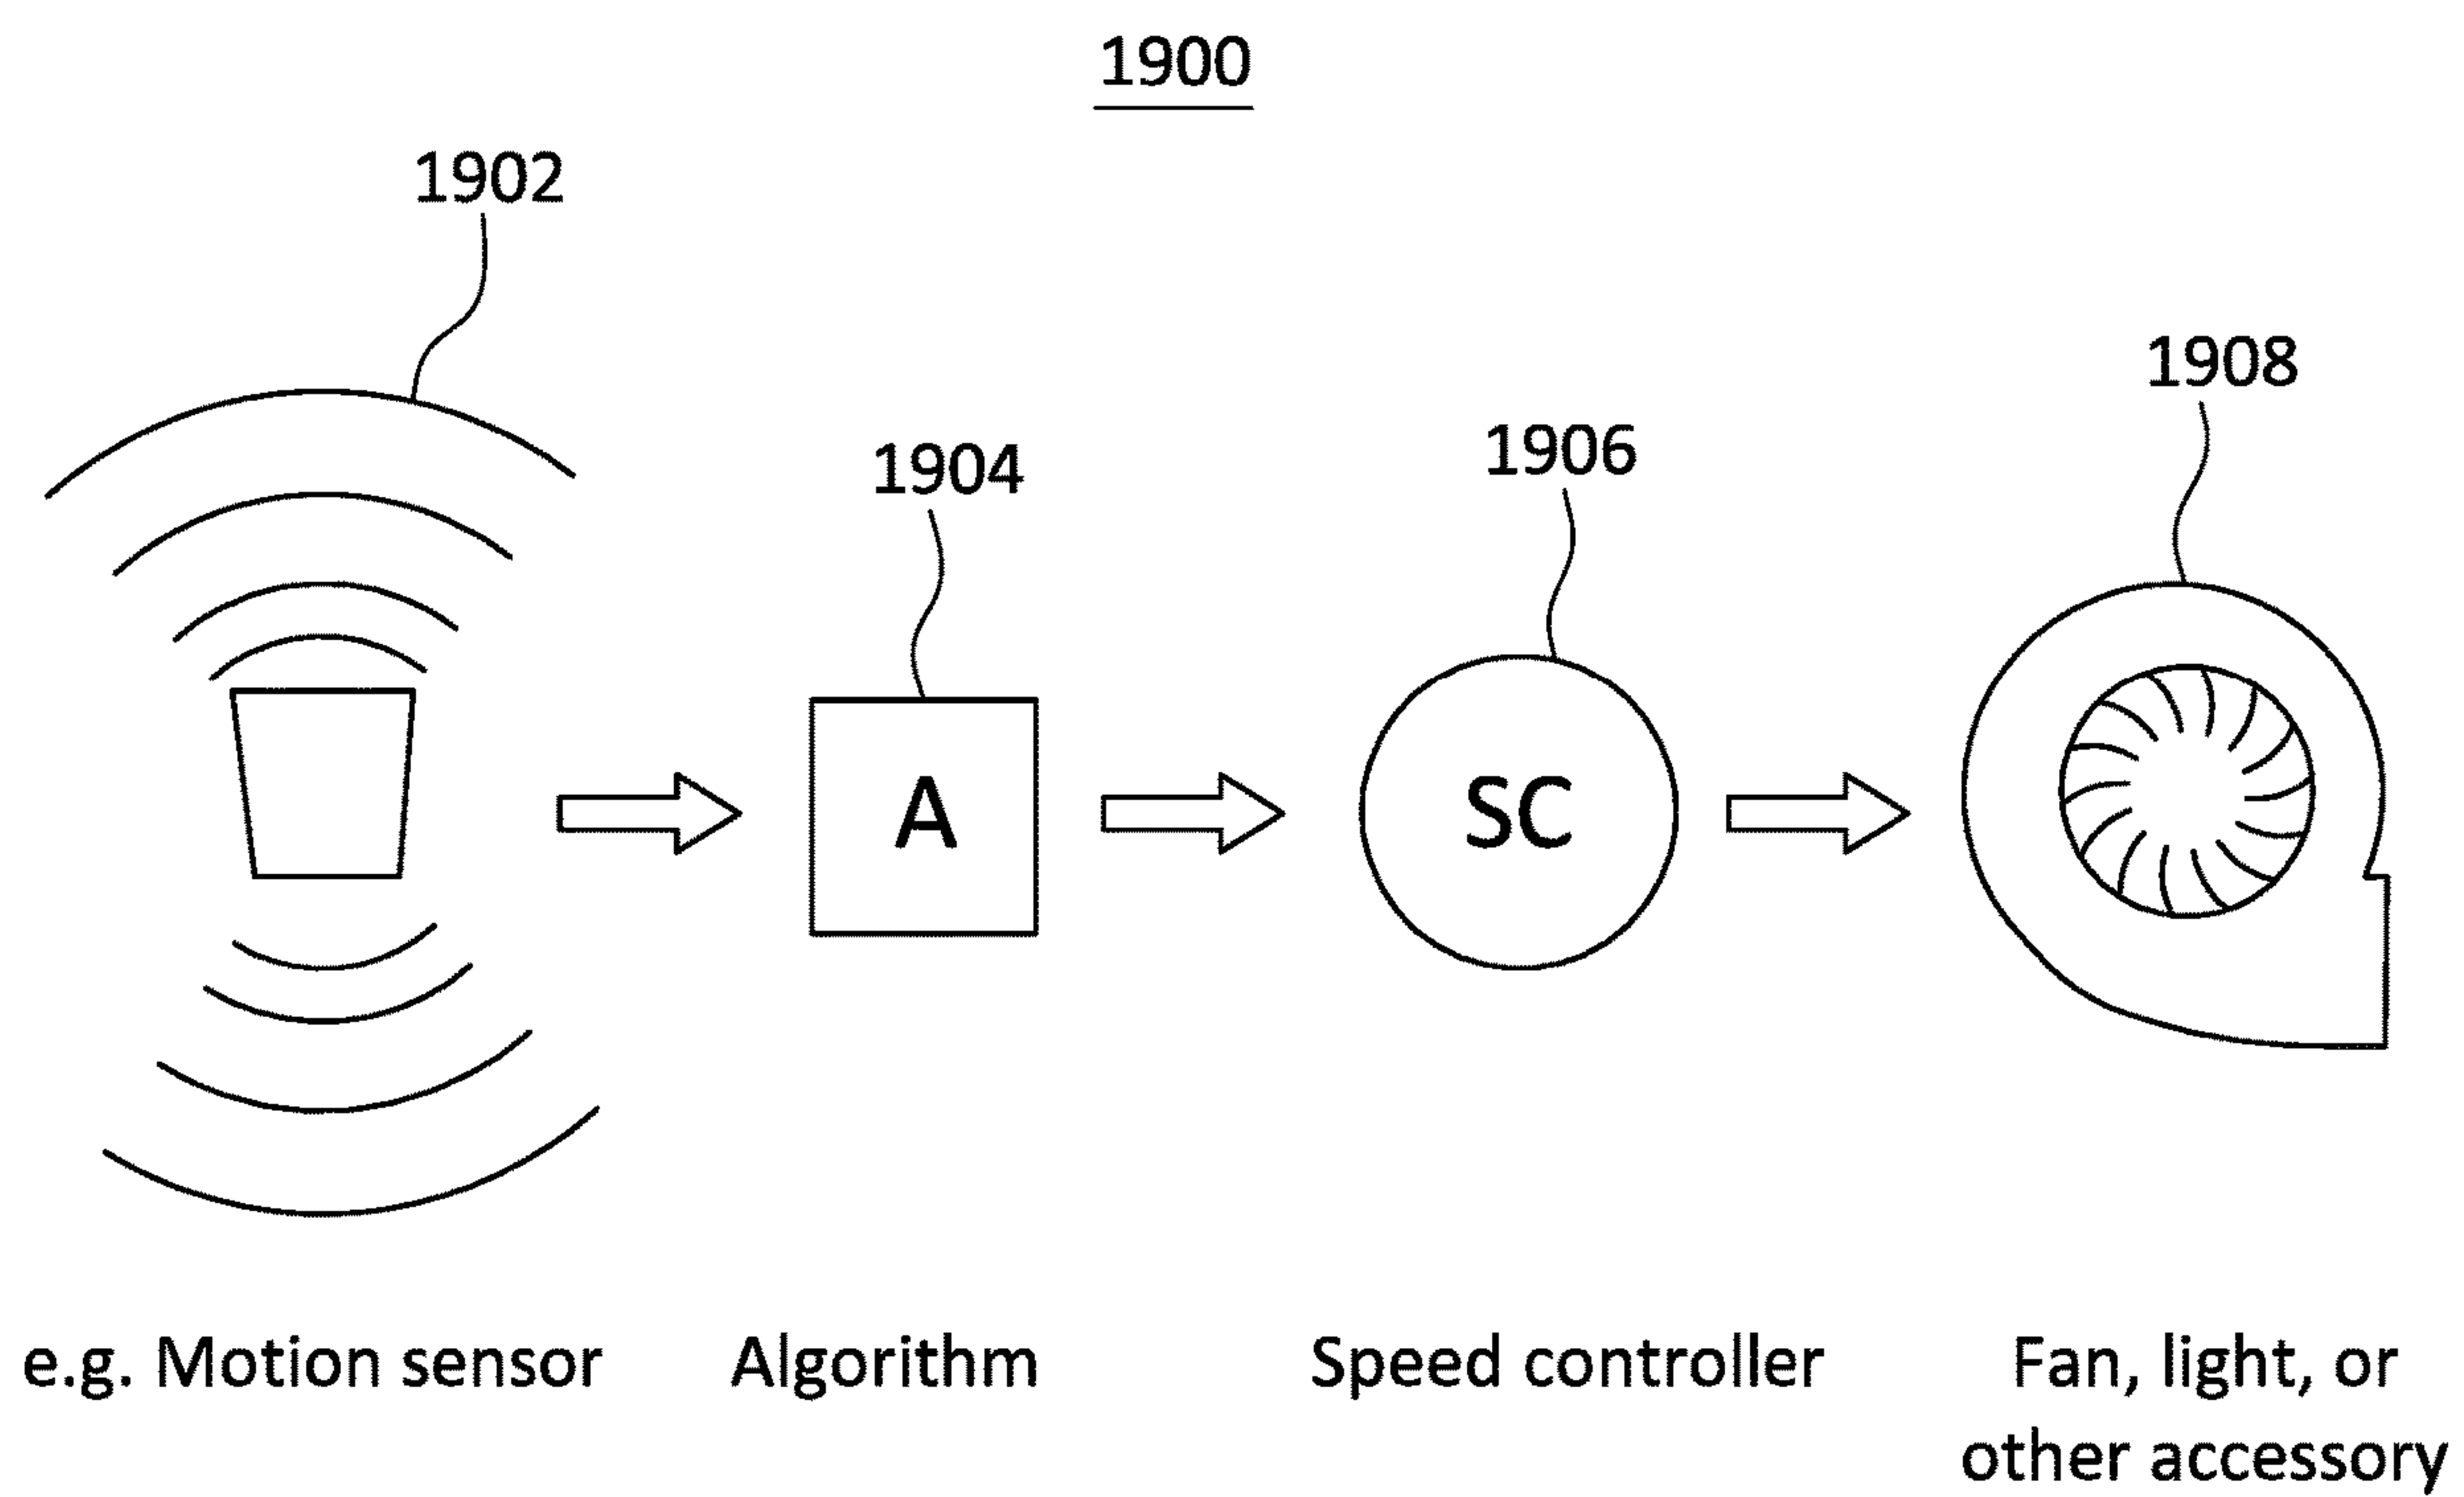 1900
1902
1908
1906
1904
A
SC
e.g. Motion sensor
Algorithm
Speed controller
Fan, light, or
other accessory